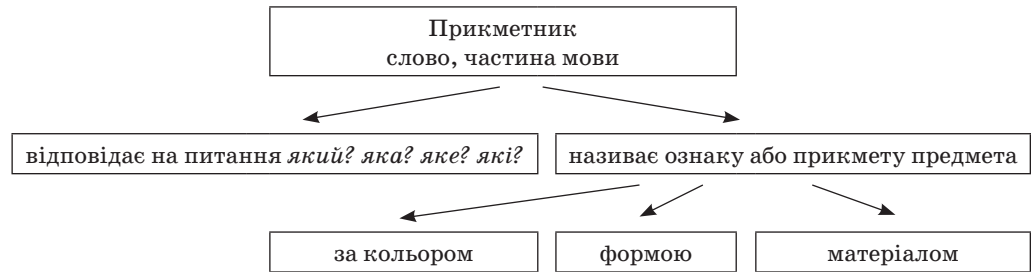 Прикметник
слово, частина мови
відповідає на питання який? яка? яке? які?
називає ознаку або прикмету предмета
за кольором
формою
матеріалом